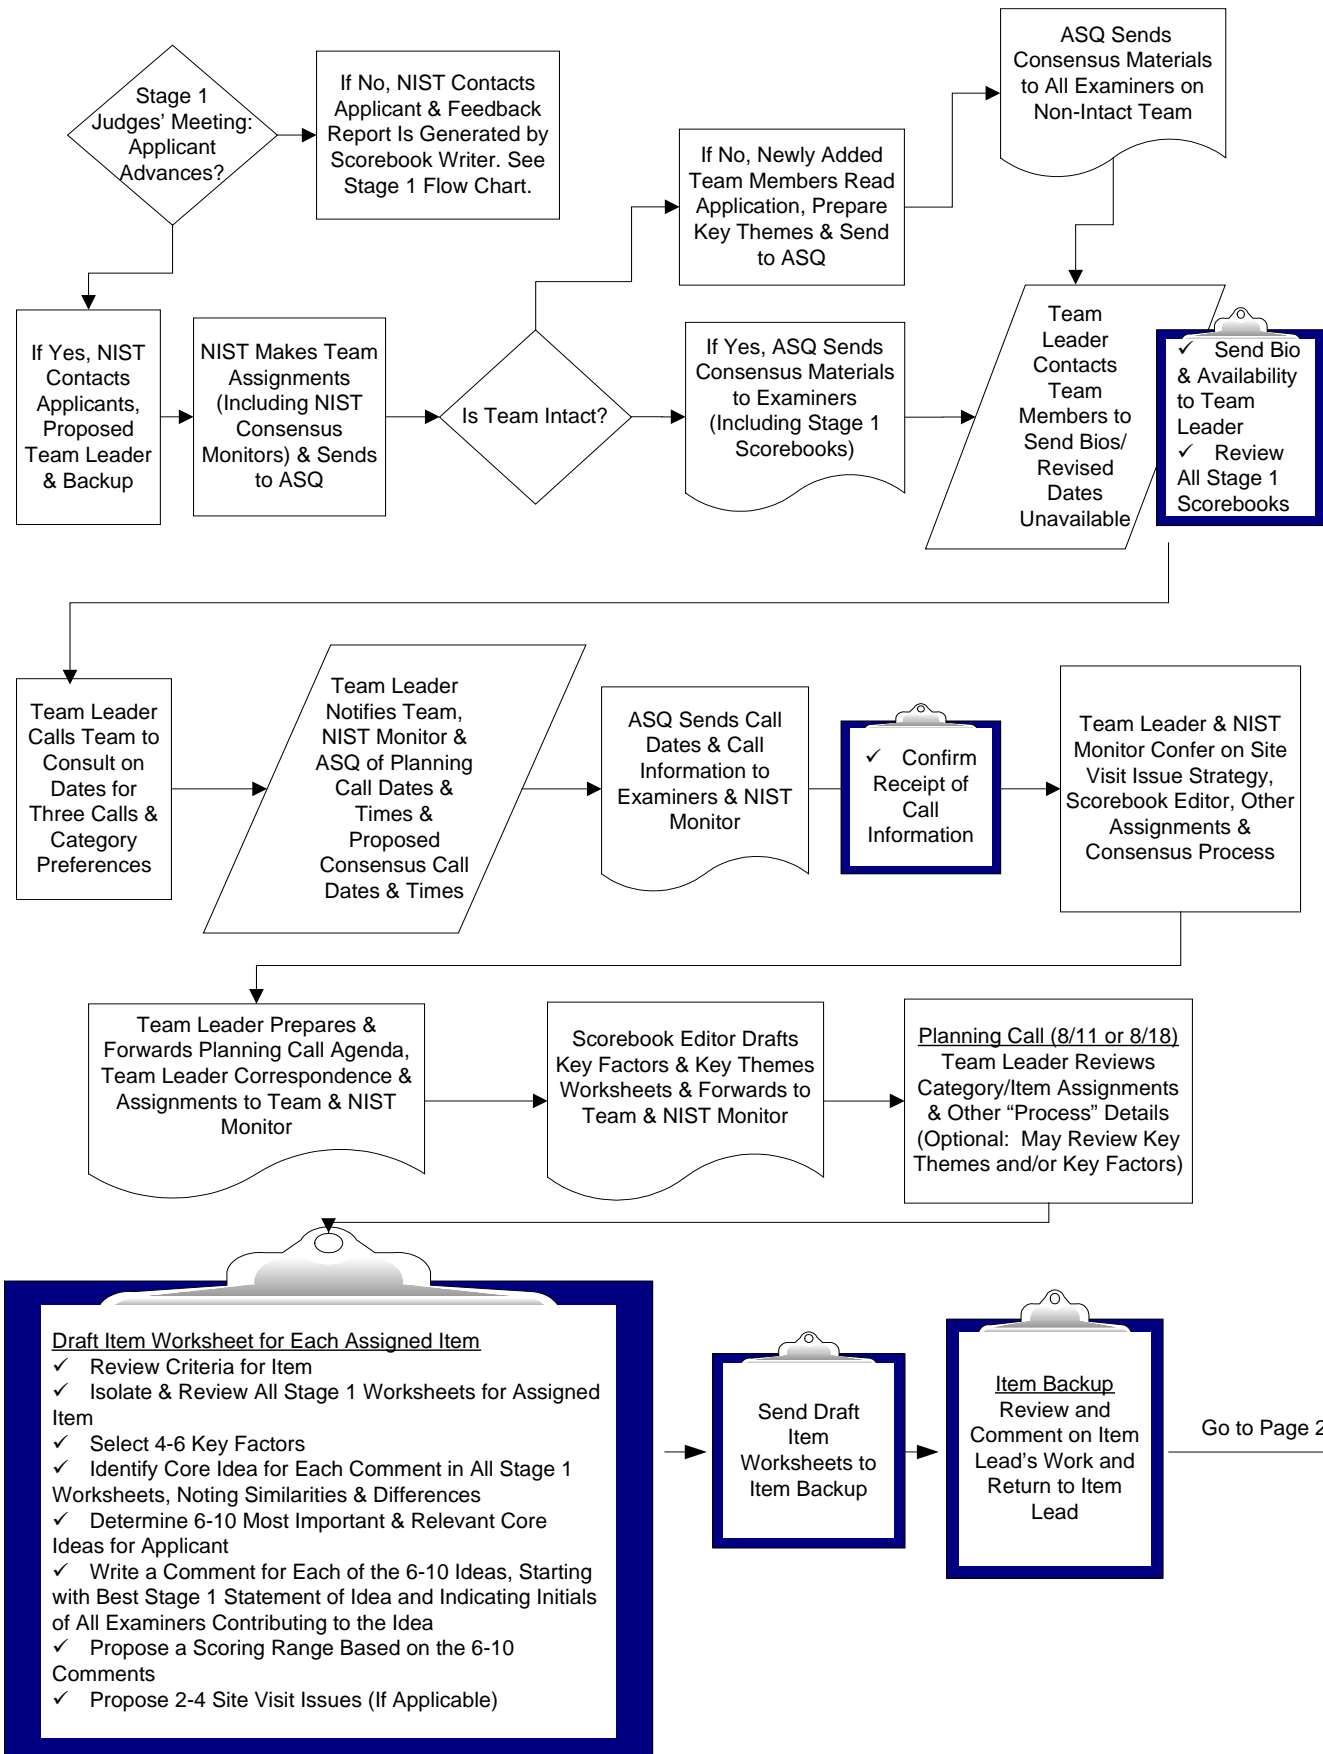 Stage 1
Judges’ Meeting:
Applicant
Advances?
If No, NIST Contacts
Applicant & Feedback
Report Is Generated by
Scorebook Writer. See
Stage 1 Flow Chart.
If No, Newly Added
Team Members Read
Application, Prepare
Key Themes & Send
to ASQ
ASQ Sends
Consensus Materials
to All Examiners on
Non-Intact Team
If Yes, NIST
Contacts
Applicants,
Proposed
Team Leader
& Backup
NIST Makes Team
Assignments
(Including NIST
Consensus
Monitors) & Sends
to ASQ
Is Team Intact?
If Yes, ASQ Sends
Consensus Materials
to Examiners
(Including Stage 1
Scorebooks)
Team
Leader
Contacts
Team
Members to
Send Bios/
Revised
Dates
Unavailable
✓ Send Bio
& Availability
to Team
Leader
✓ Review
All Stage 1
Scorebooks
Team Leader
Calls Team to
Consult on
Dates for
Three Calls &
Category
Preferences
Team Leader
Notifies Team,
NIST Monitor &
ASQ of Planning
Call Dates &
Times &
Proposed
Consensus Call
Dates & Times
ASQ Sends Call
Dates & Call
Information to
Examiners & NIST
Monitor
✓ Confirm
Receipt of
Call
Information
Team Leader & NIST
Monitor Confer on Site
Visit Issue Strategy,
Scorebook Editor, Other
Assignments &
Consensus Process
Team Leader Prepares &
Forwards Planning Call Agenda,
Team Leader Correspondence &
Assignments to Team & NIST
Monitor
Scorebook Editor Drafts
Key Factors & Key Themes
Worksheets & Forwards to
Team & NIST Monitor
Planning Call (8/11 or 8/18)
Team Leader Reviews
Category/Item Assignments
& Other “Process” Details
(Optional: May Review Key
Themes and/or Key Factors)
Draft Item Worksheet for Each Assigned Item
✓ Review Criteria for Item
✓ Isolate & Review All Stage 1 Worksheets for Assigned
Item
✓ Select 4-6 Key Factors
✓ Identify Core Idea for Each Comment in All Stage 1
Worksheets, Noting Similarities & Differences
✓ Determine 6-10 Most Important & Relevant Core
Ideas for Applicant
✓ Write a Comment for Each of the 6-10 Ideas, Starting
with Best Stage 1 Statement of Idea and Indicating Initials
of All Examiners Contributing to the Idea
✓ Propose a Scoring Range Based on the 6-10
Comments
✓ Propose 2-4 Site Visit Issues (If Applicable)
Send Draft
Item
Worksheets to
Item Backup
Item Backup
Review and
Comment on Item
Lead’s Work and
Return to Item
Lead
Go to Page 2